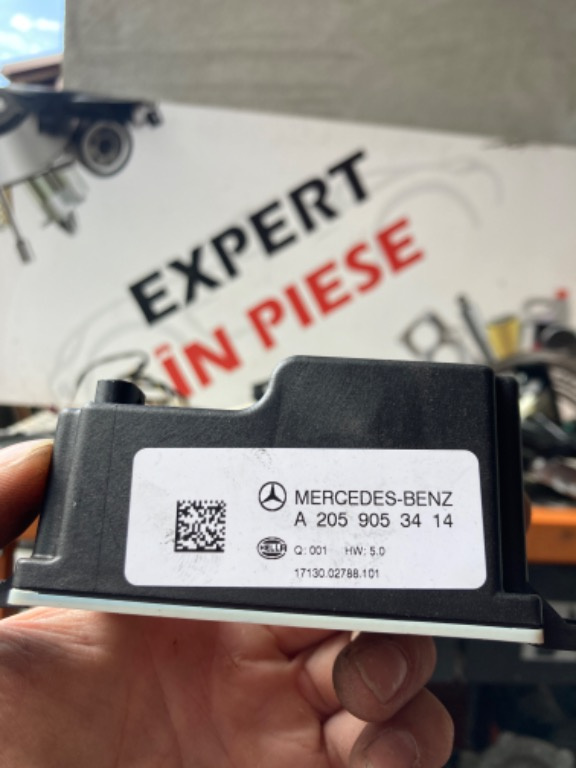 EXPERT
ÎN PIESE
MERCEDES-BENZ
A 205 905 34 14
HELLA
Q: 001 HW: 5.0
17130.02788.101